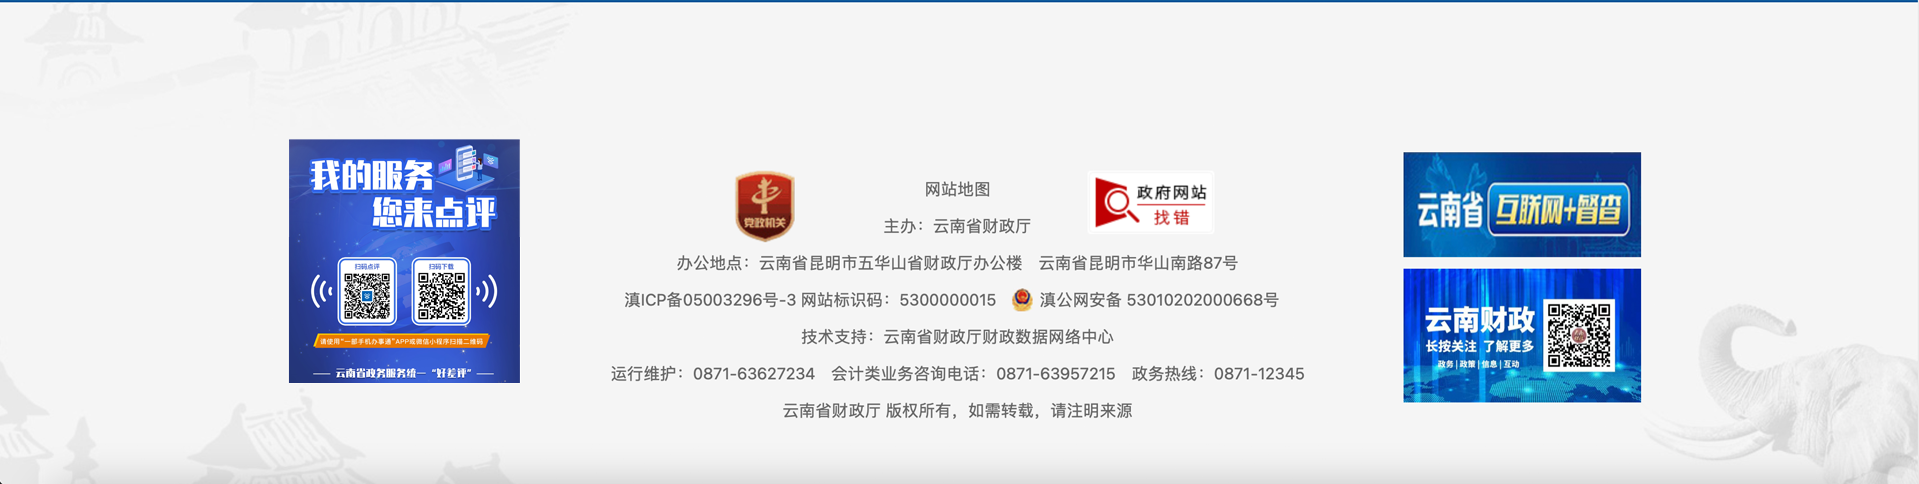 我的服务
您来点评
扫码点评
扫码下载
请使用“一部手机办事通”APP或微信小程序扫描二维码
云南省政务服务统一“好差评”
党政机关
网站地图
政府网站
找错
主办：云南省财政厅
办公地点：云南省昆明市五华山省财政厅办公楼 云南省昆明市华山南路87号
滇ICP备05003296号-3 网站标识码：5300000015 滇公网安备 53010202000668号
技术支持：云南省财政厅财政数据网络中心
运行维护：0871-63627234 会计类业务咨询电话：0871-63957215 政务热线：0871-12345
云南省财政厅 版权所有，如需转载，请注明来源
云南省 互联网+督查
云南财政
长按关注 了解更多
政务 | 政策 | 信息 | 互动